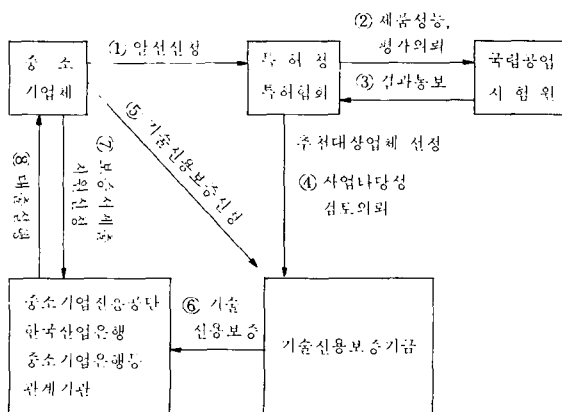 중 소
기업체
① 알선신청
특 허 청
특허협회
② 제품성능,
평가의뢰
③ 결과통보
국립공업
시 험 원
추천대상업체 선정
④ 사업타당성
검토의뢰
⑤ 기술신용보증신청
⑦ 보증서제출
지원신청
⑧ 대출실행
중소기업진흥공단
한국산업은행
중소기업은행등
관계기관
⑥ 기술
신용보증
기술신용보증기금